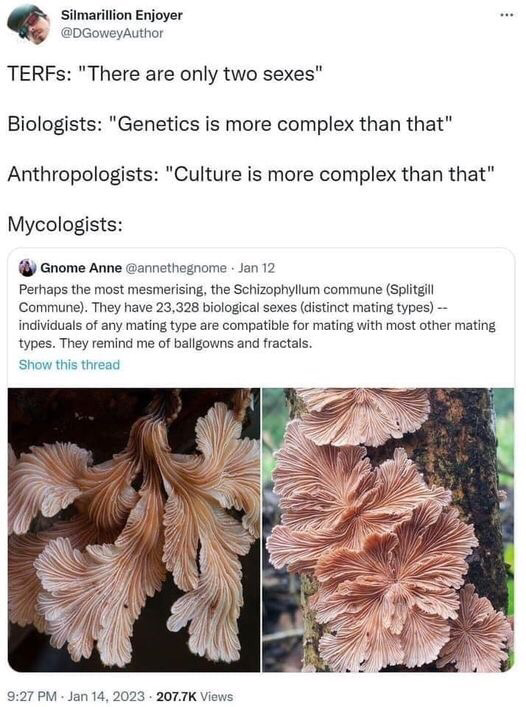 Silmarillion Enjoyer
@DGoweyAuthor
TERFs: "There are only two sexes"
Biologists: "Genetics is more complex than that"
Anthropologists: "Culture is more complex than that"
Mycologists:
Gnome Anne @annethegnome · Jan 12
Perhaps the most mesmerising, the Schizophyllum commune (Splitgill
Commune). They have 23,328 biological sexes (distinct mating types) --
individuals of any mating type are compatible for mating with most other mating
types. They remind me of ballgowns and fractals.
Show this thread
9:27 PM · Jan 14, 2023 · 207.7K Views